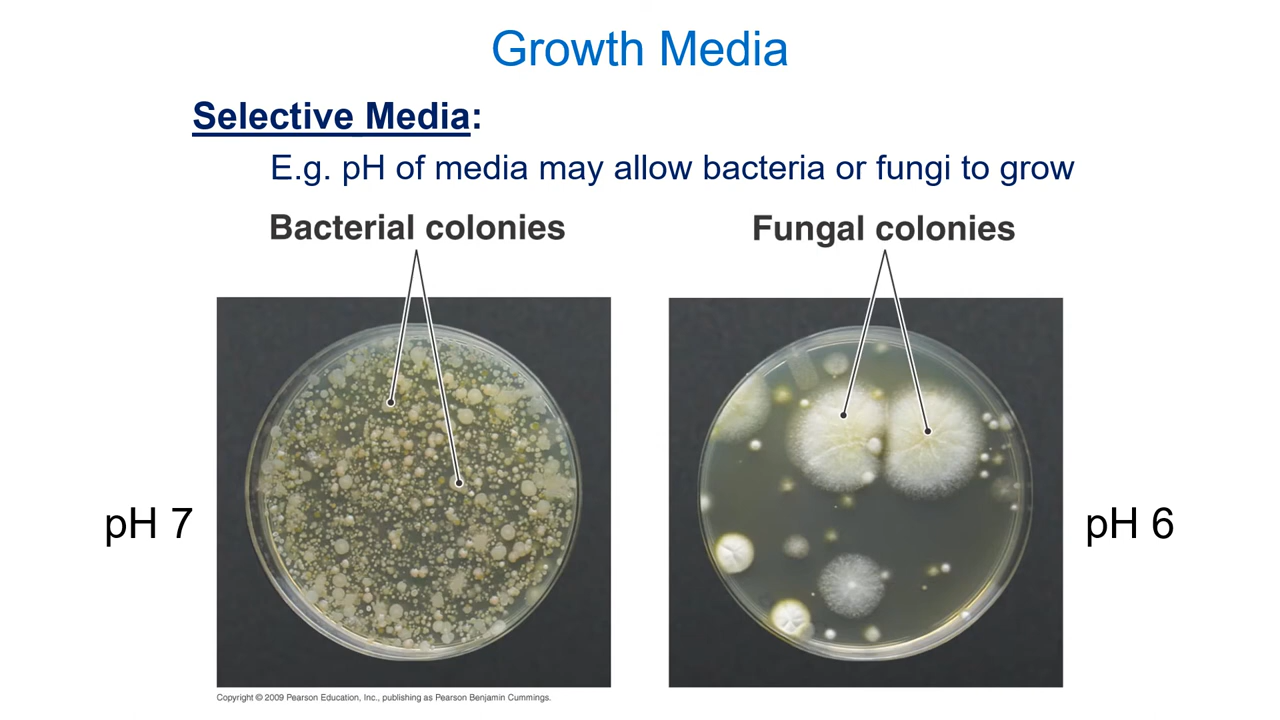 Growth Media
Selective Media:
E.g. pH of media may allow bacteria or fungi to grow
Bacterial colonies
Fungal colonies
pH 7
pH 6
Copyright © 2009 Pearson Education, Inc., publishing as Pearson Benjamin Cummings.